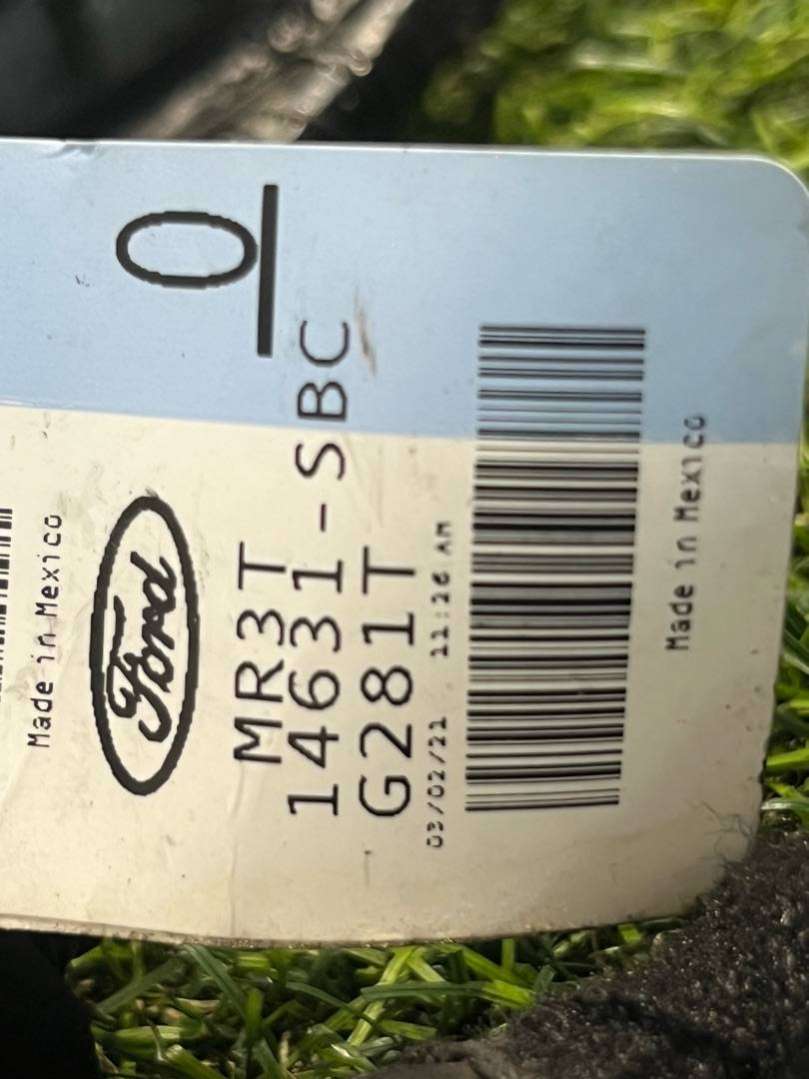 Made in Mexico
0
Ford
MR3T
14631-SBC
G281T
03/02/21 11:26 AM
Made in Mexico